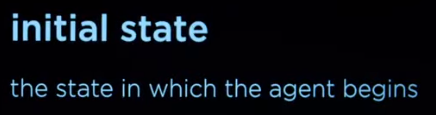 initial state
the state in which the agent begins